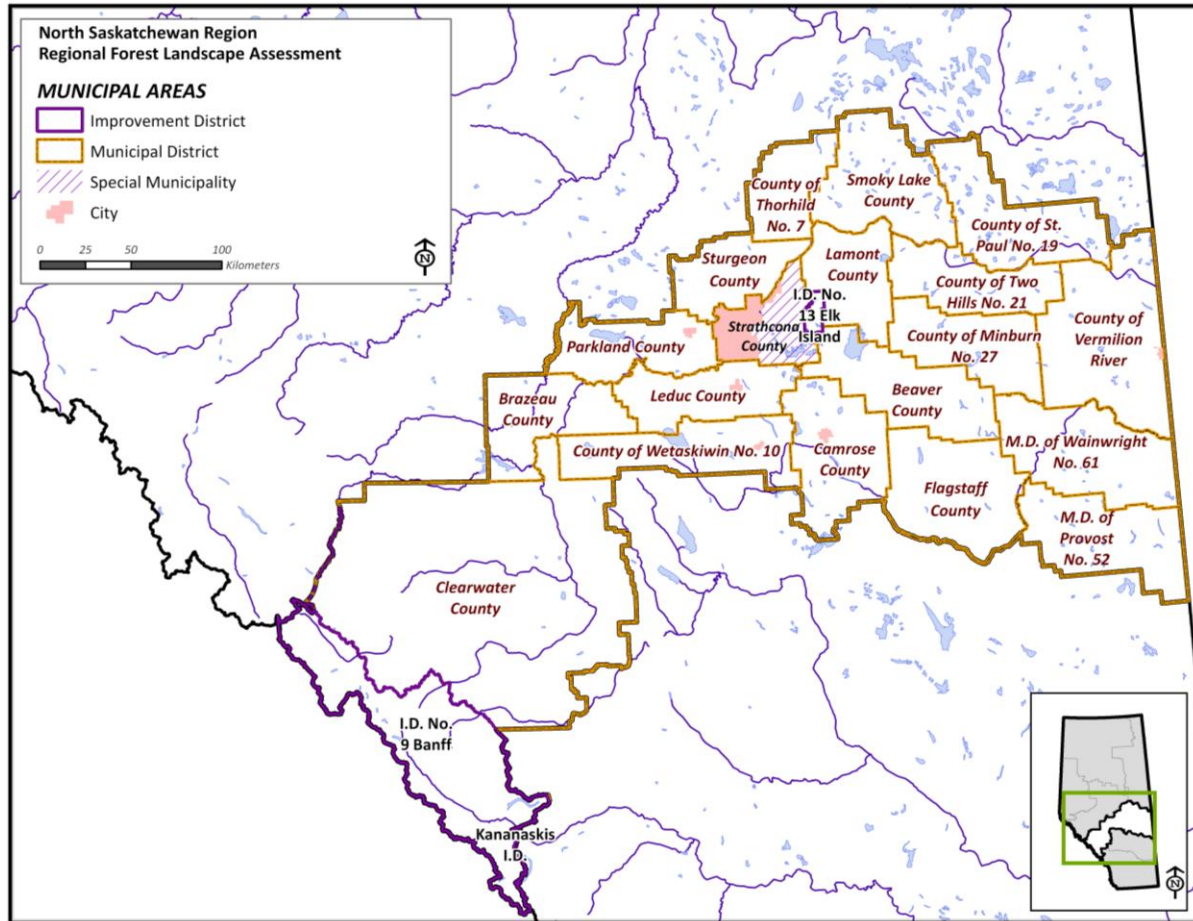 North Saskatchewan Region
Regional Forest Landscape Assessment
MUNICIPAL AREAS
Improvement District
Municipal District
Special Municipality
City
0 25 50 100
Kilometers
N
County of
Thorhild
No. 7
Smoky Lake
County
County of St.
Paul No. 19
Sturgeon
County
Lamont
County
County of Two
Hills No. 21
I.D. No.
13 Elk
Island
Strathcona
County
Parkland County
County of Minburn
No. 27
County of
Vermilion
River
Brazeau
County
Leduc County
Beaver
County
County of Wetaskiwin No. 10
Camrose
County
M.D. of Wainwright
No. 61
Flagstaff
County
M.D. of
Provost
No. 52
Clearwater
County
I.D. No.
9 Banff
Kananaskis
I.D.
N